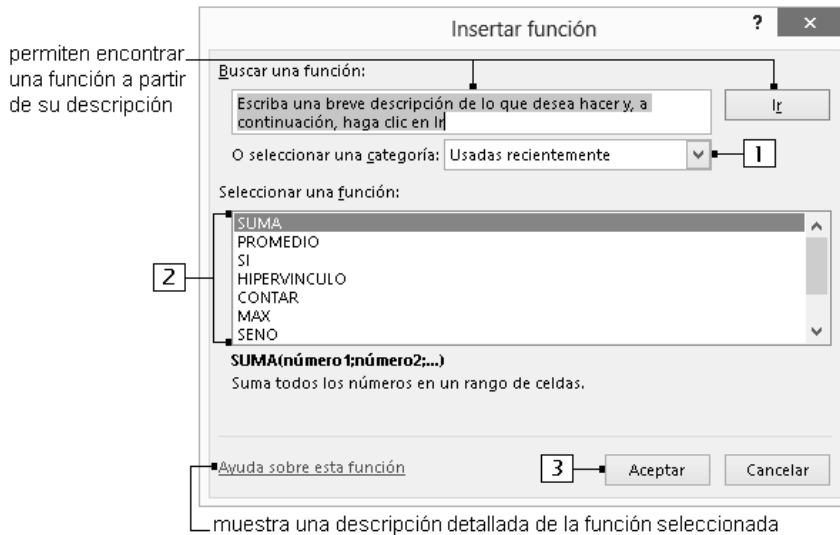 Insertar función
? ×
permiten encontrar
una función a partir
de su descripción
Buscar una función:
Escriba una breve descripción de lo que desea hacer y, a
continuación, haga clic en Ir
Ir
O seleccionar una categoría: Usadas recientemente
1
Seleccionar una función:
2
SUMA
PROMEDIO
SI
HIPERVINCULO
CONTAR
MAX
SENO
SUMA(número1;número2;...)
Suma todos los números en un rango de celdas.
Ayuda sobre esta función
3
Aceptar
Cancelar
muestra una descripción detallada de la función seleccionada